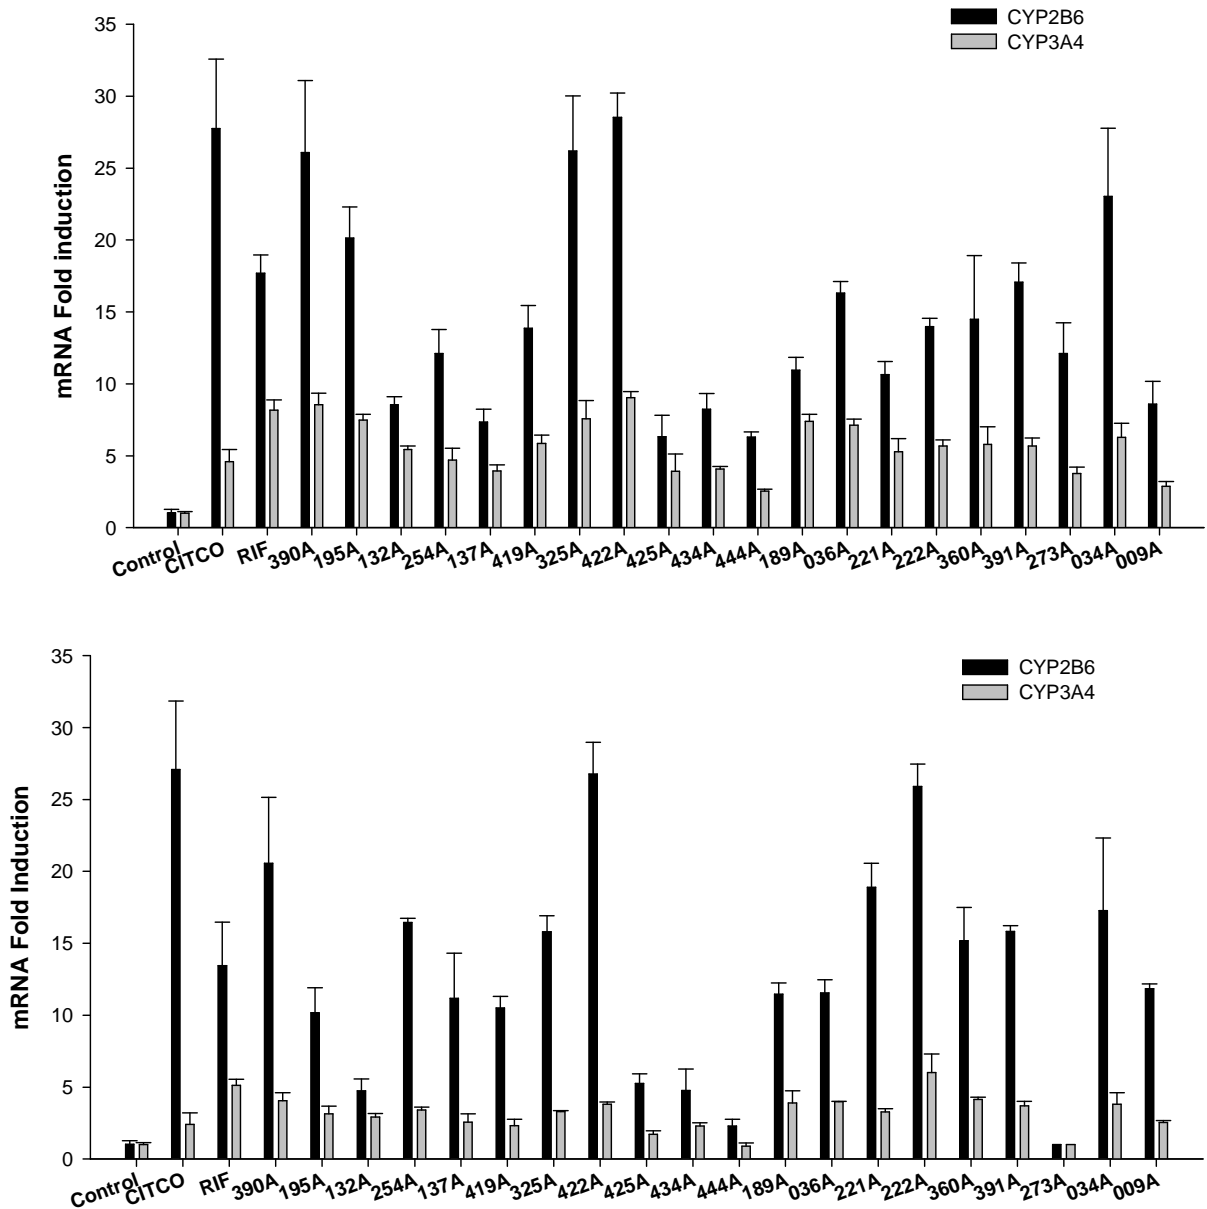 35
30
25
20
15
10
5
0
mRNA Fold induction
CYP2B6
CYP3A4
Control CITCO RIF 390A 195A 132A 254A 137A 419A 325A 422A 425A 434A 444A 189A 036A 221A 222A 360A 391A 273A 034A 009A
35
30
25
20
15
10
5
0
mRNA Fold Induction
CYP2B6
CYP3A4
Control CITCO RIF 390A 195A 132A 254A 137A 419A 325A 422A 425A 434A 444A 189A 036A 221A 222A 360A 391A 273A 034A 009A